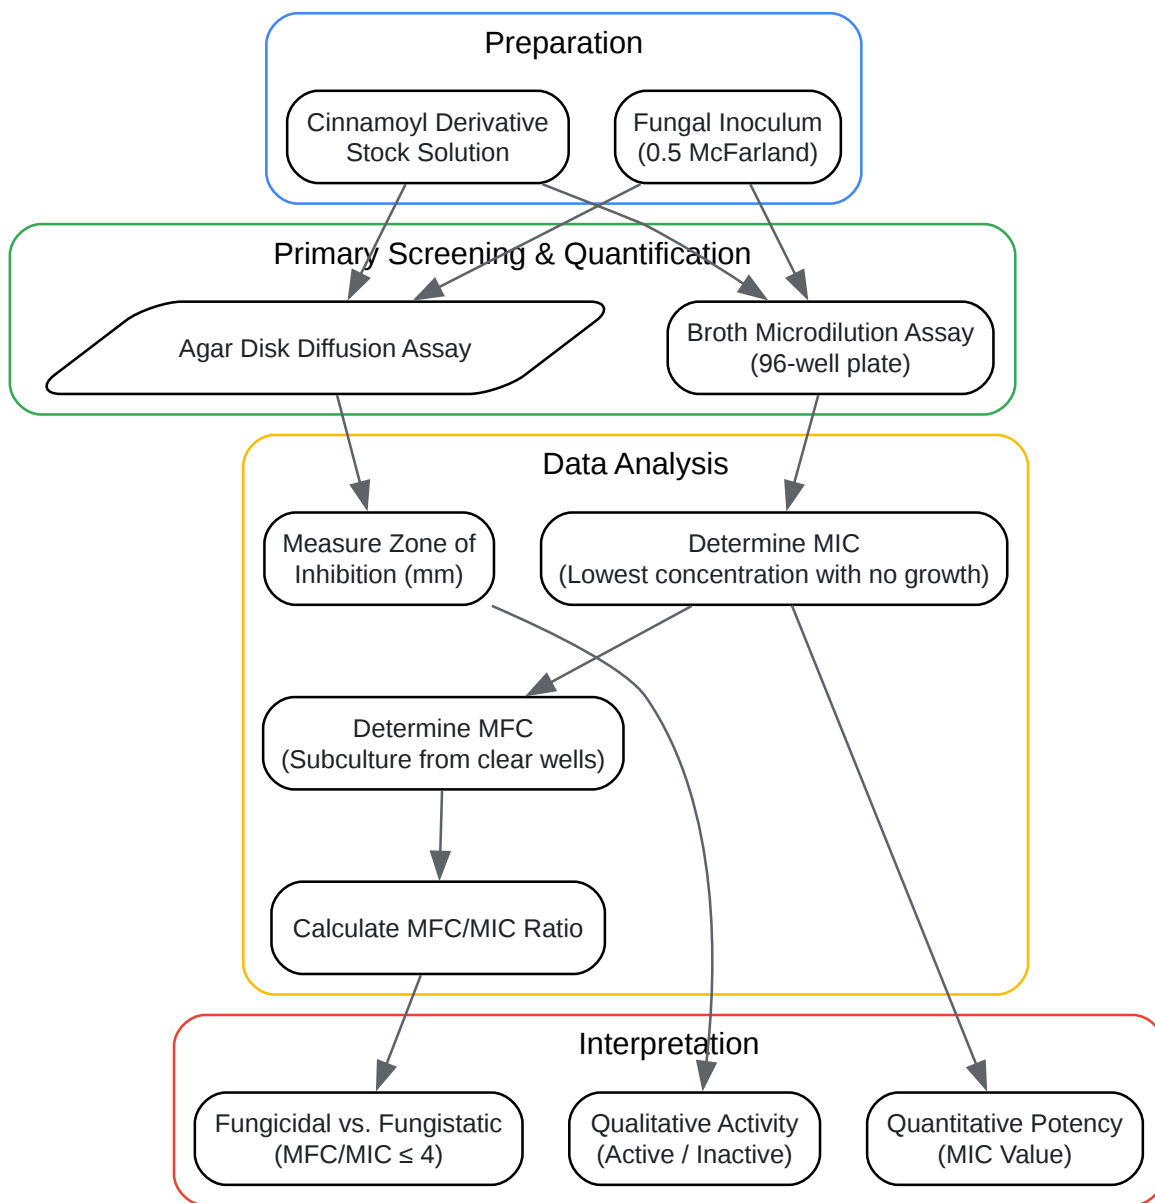 Preparation
Cinnamoyl Derivative
Stock Solution
Fungal Inoculum
(0.5 McFarland)
Primary Screening & Quantification
Agar Disk Diffusion Assay
Broth Microdilution Assay
(96-well plate)
Data Analysis
Measure Zone of
Inhibition (mm)
Determine MIC
(Lowest concentration with no growth)
Determine MFC
(Subculture from clear wells)
Calculate MFC/MIC Ratio
Interpretation
Fungicidal vs. Fungistatic
(MFC/MIC ≤ 4)
Qualitative Activity
(Active / Inactive)
Quantitative Potency
(MIC Value)